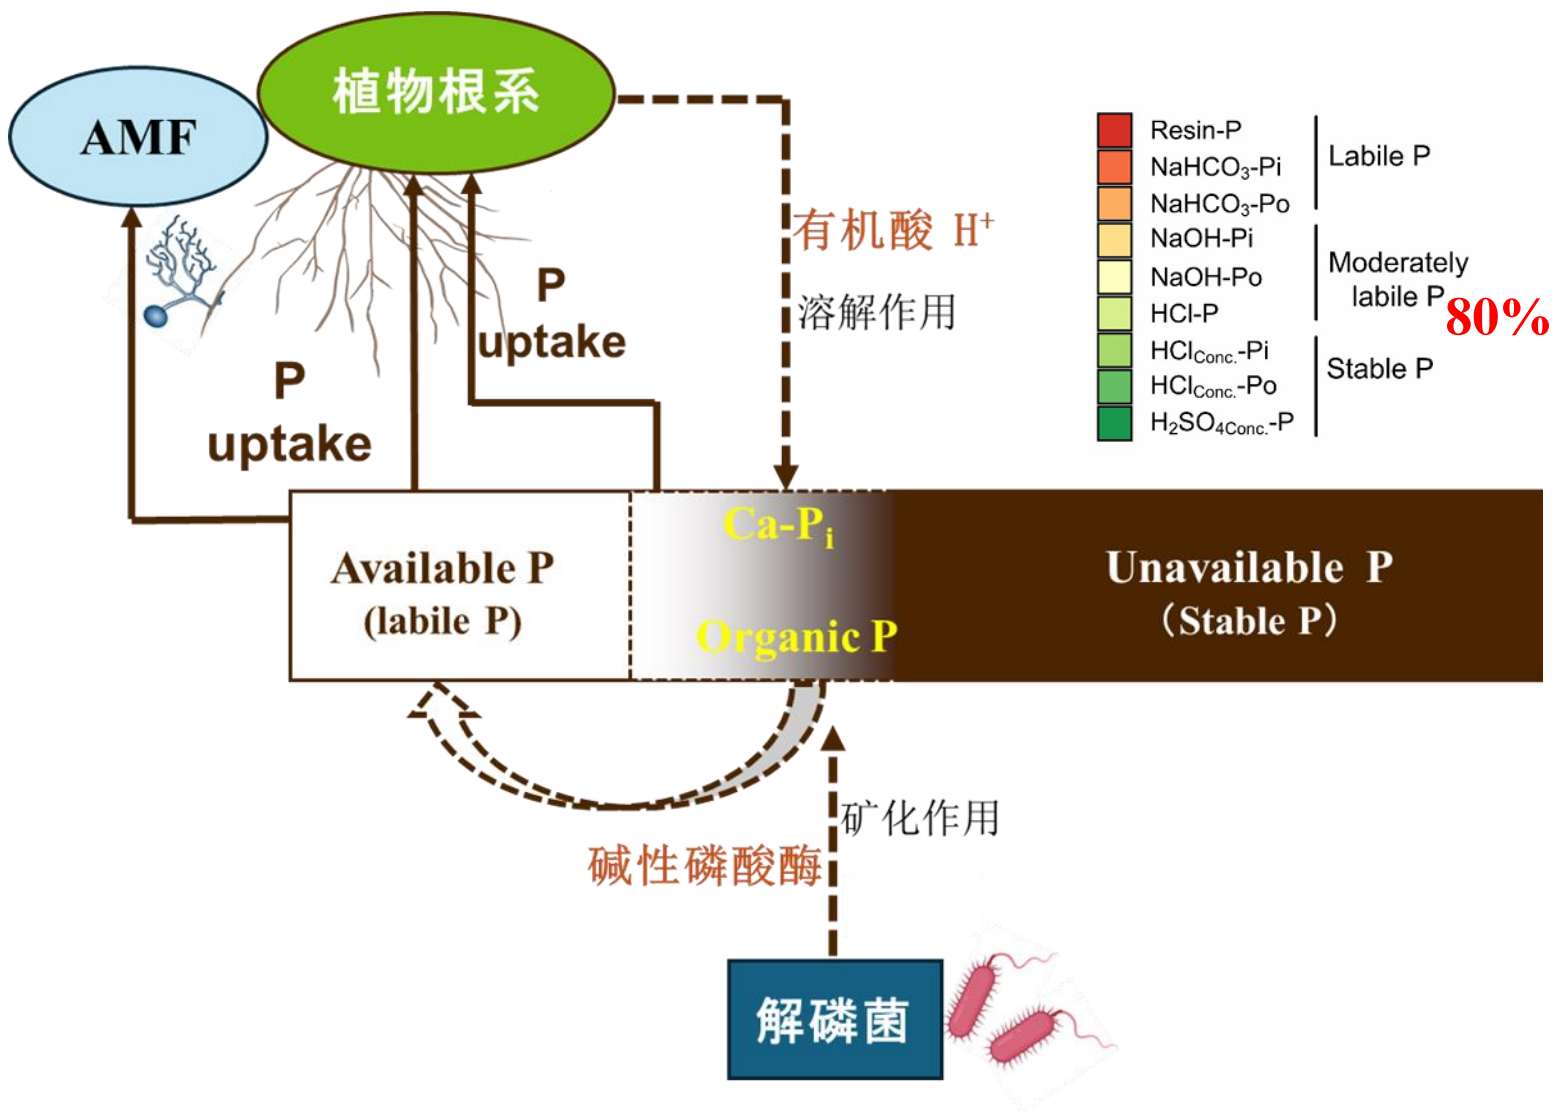 植物根系
AMF
Resin-P
NaHCO₃-Pi
NaHCO₃-Po
NaOH-Pi
NaOH-Po
HCl-P
HCl_Conc.-Pi
HCl_Conc.-Po
H₂SO₄Conc.-P
Labile P
Moderately
labile P
80%
Stable P
有机酸 H⁺
溶解作用
P
uptake
P
uptake
Available P
(labile P)
Ca-Pᵢ
Organic P
Unavailable P
（Stable P）
矿化作用
碱性磷酸酶
解磷菌